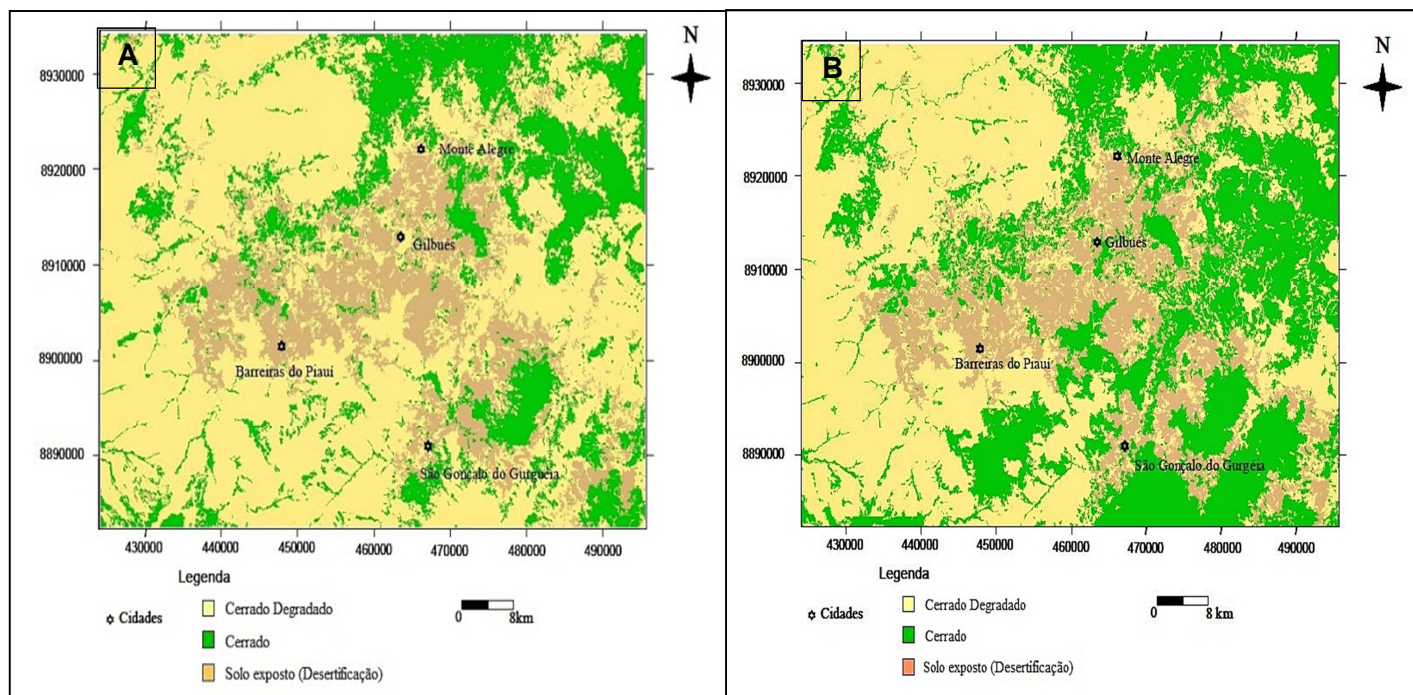 A
N
8930000
8920000
8910000
8900000
8890000
Monte Alegre
Gilbués
Barreiras do Piauí
São Gonçalo do Gurguéia
430000 440000 450000 460000 470000 480000 490000
Legenda
Cidades
Cerrado Degradado
Cerrado
Solo exposto (Desertificação)
0 8km
B
N
8930000
8920000
8910000
8900000
8890000
Monte Alegre
Gilbués
Barreiras do Piauí
São Gonçalo do Gurgéia
430000 440000 450000 460000 470000 480000 490000
Legenda
Cidades
Cerrado Degradado
Cerrado
Solo exposto (Desertificação)
0 8 km